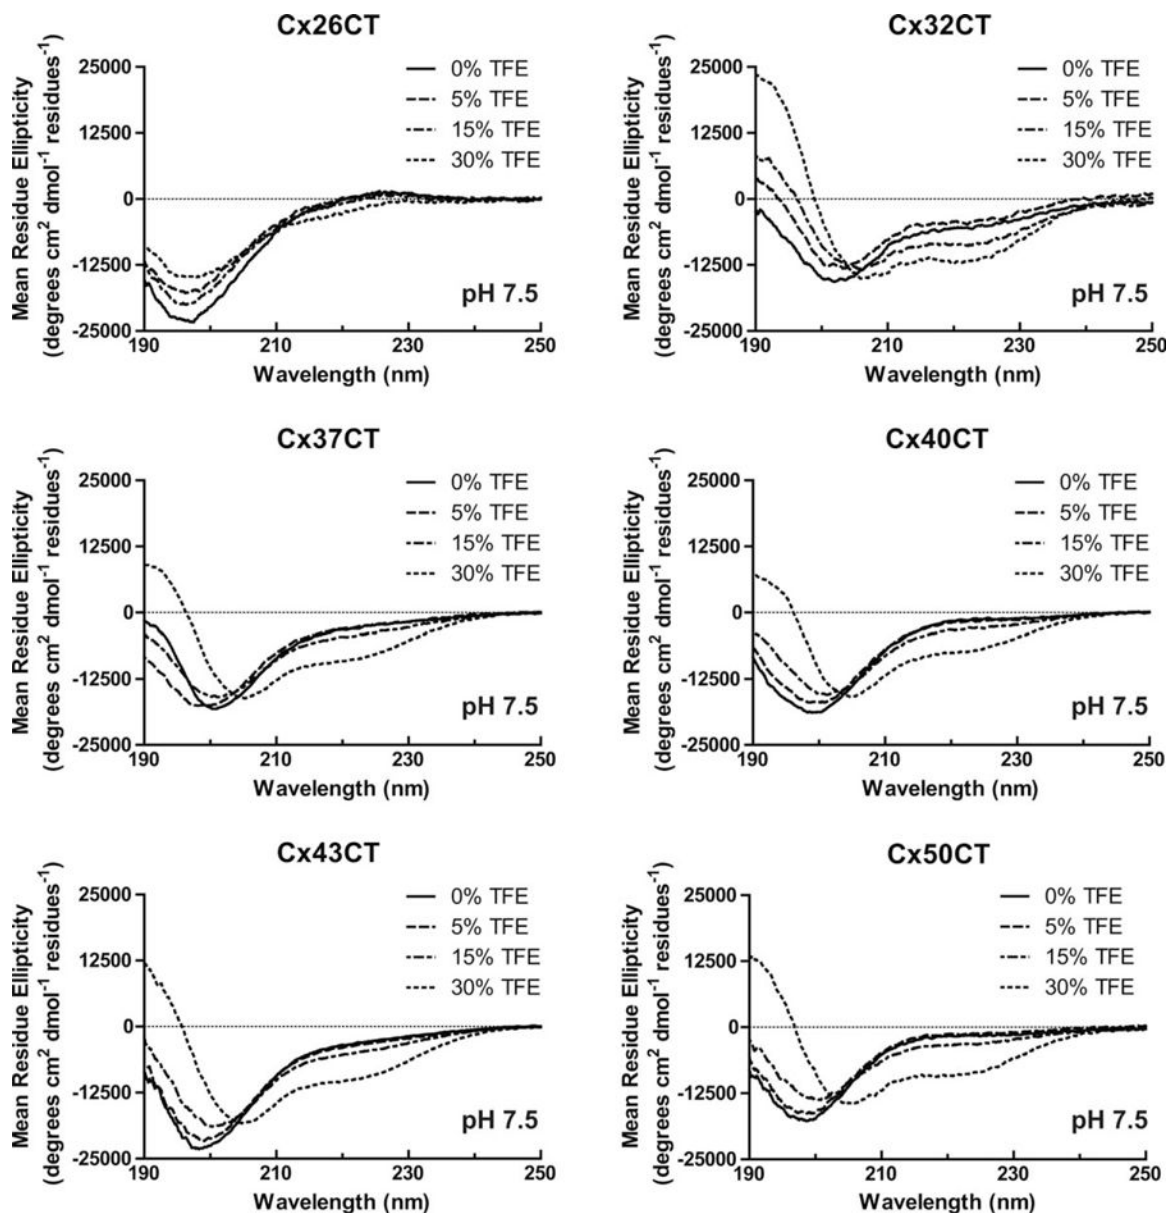 Cx26CT
Mean Residue Ellipticity
(degrees cm² dmol⁻¹ residues⁻¹)
25000
12500
0
-12500
-25000
0% TFE
5% TFE
15% TFE
30% TFE
pH 7.5
190
210
230
250
Wavelength (nm)
Cx32CT
Mean Residue Ellipticity
(degrees cm² dmol⁻¹ residues⁻¹)
25000
12500
0
-12500
-25000
0% TFE
5% TFE
15% TFE
30% TFE
pH 7.5
190
210
230
250
Wavelength (nm)
Cx37CT
Mean Residue Ellipticity
(degrees cm² dmol⁻¹ residues⁻¹)
25000
12500
0
-12500
-25000
0% TFE
5% TFE
15% TFE
30% TFE
pH 7.5
190
210
230
250
Wavelength (nm)
Cx40CT
Mean Residue Ellipticity
(degrees cm² dmol⁻¹ residues⁻¹)
25000
12500
0
-12500
-25000
0% TFE
5% TFE
15% TFE
30% TFE
pH 7.5
190
210
230
250
Wavelength (nm)
Cx43CT
Mean Residue Ellipticity
(degrees cm² dmol⁻¹ residues⁻¹)
25000
12500
0
-12500
-25000
0% TFE
5% TFE
15% TFE
30% TFE
pH 7.5
190
210
230
250
Wavelength (nm)
Cx50CT
Mean Residue Ellipticity
(degrees cm² dmol⁻¹ residues⁻¹)
25000
12500
0
-12500
-25000
0% TFE
5% TFE
15% TFE
30% TFE
pH 7.5
190
210
230
250
Wavelength (nm)